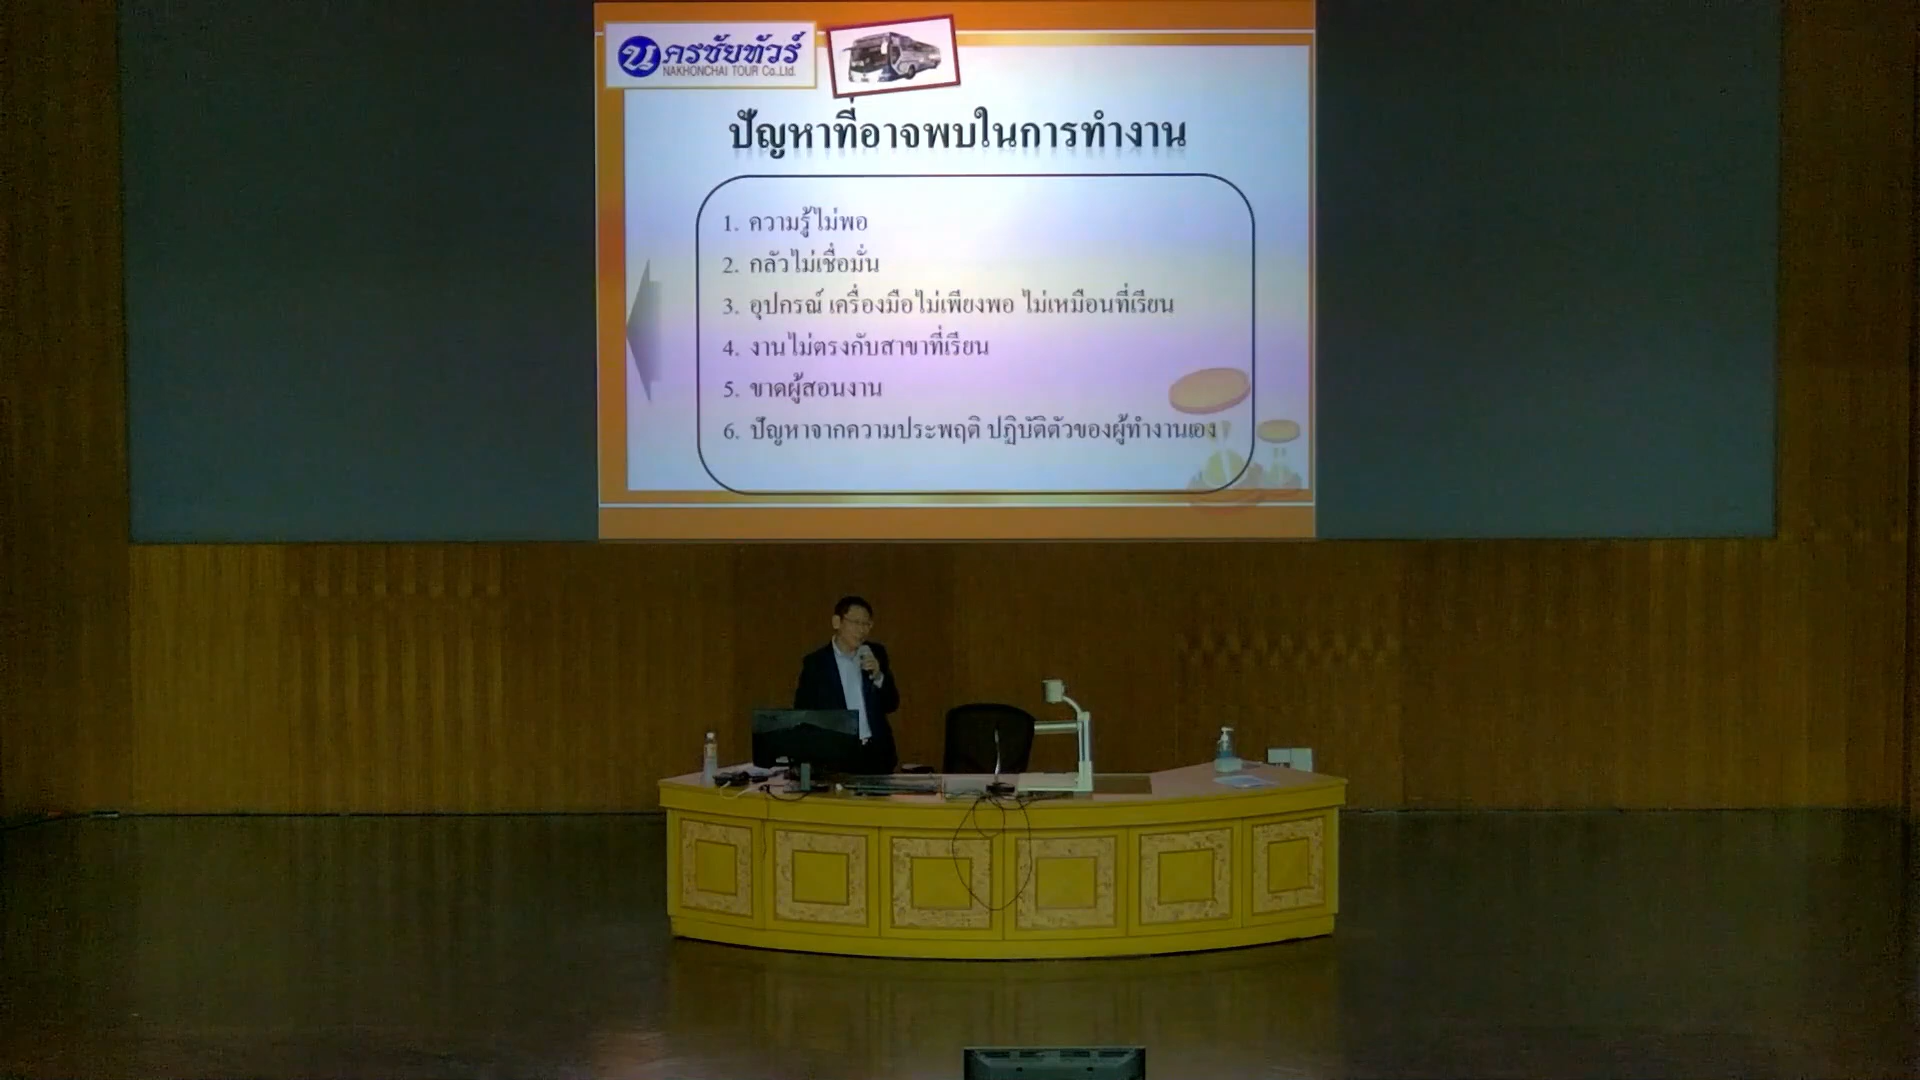 นครชัยทัวร์
NAKHONCHAI TOUR Co.,Ltd.
ปัญหาที่อาจพบในการทำงาน
1. ความรู้ไม่พอ
2. กลัวไม่เชื่อมั่น
3. อุปกรณ์ เครื่องมือไม่เพียงพอ ไม่เหมือนที่เรียน
4. งานไม่ตรงกับสาขาที่เรียน
5. ขาดผู้สอนงาน
6. ปัญหาจากความประพฤติ ปฏิบัติตัวของผู้ทำงานเอง